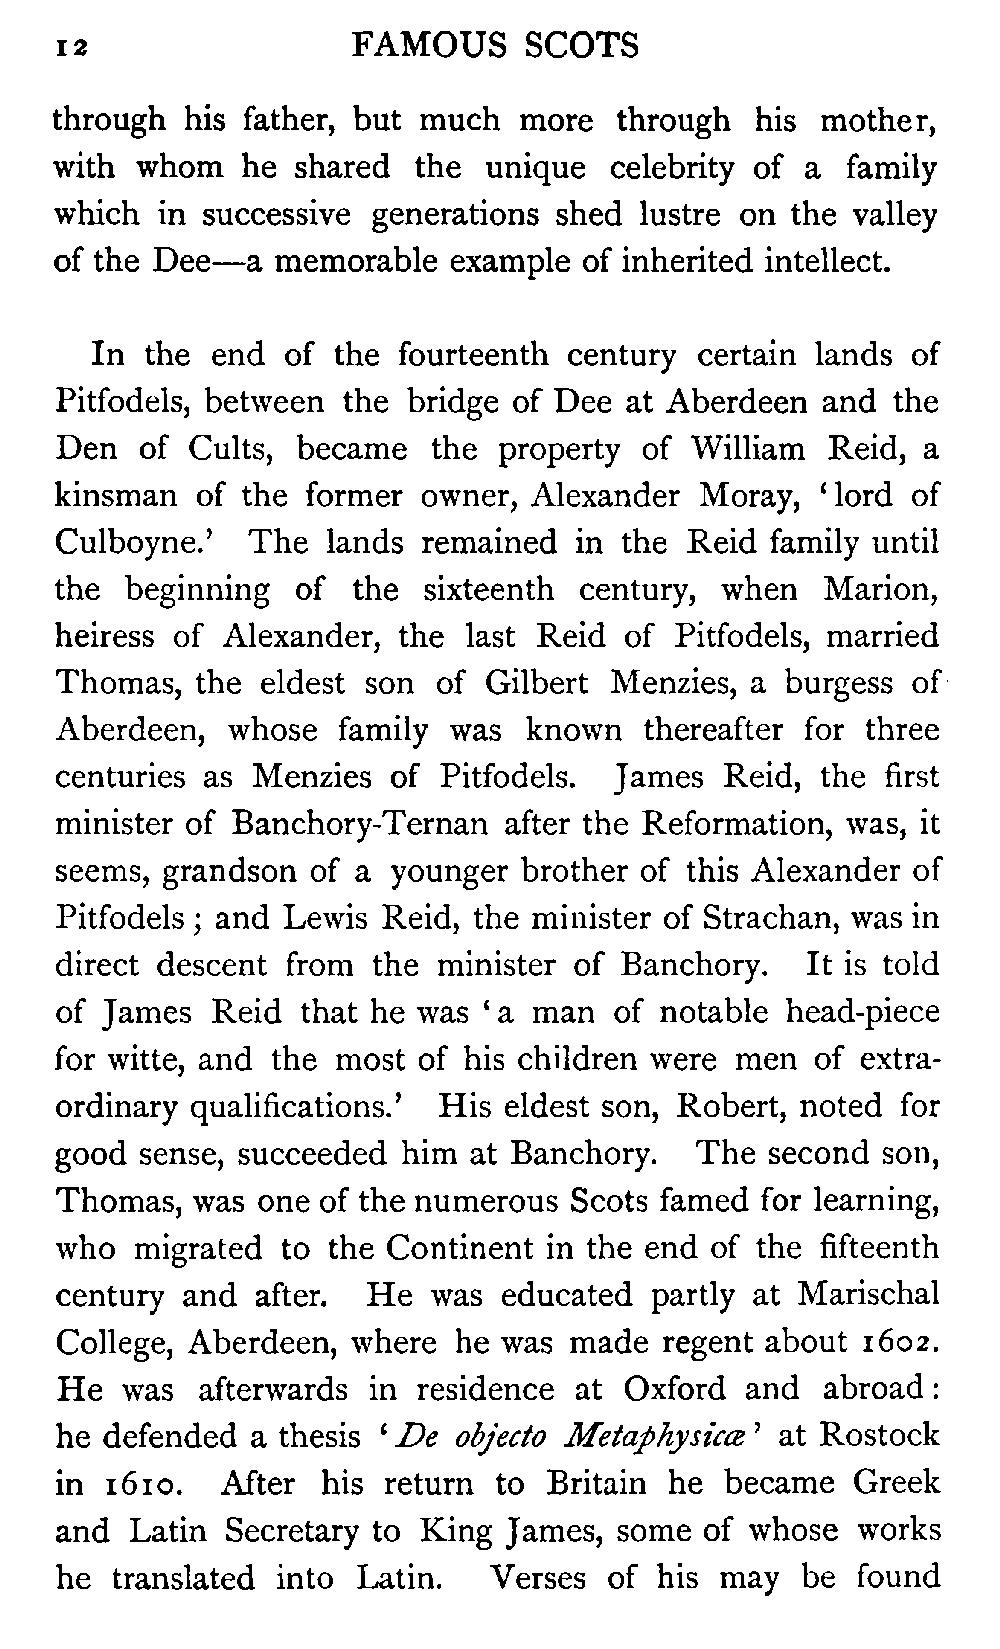 12 FAMOUS SCOTS
through his father, but much more through his mother,
with whom he shared the unique celebrity of a family
which in successive generations shed lustre on the valley
of the Dee—a memorable example of inherited intellect.
In the end of the fourteenth century certain lands of
Pitfodels, between the bridge of Dee at Aberdeen and the
Den of Cults, became the property of William Reid, a
kinsman of the former owner, Alexander Moray, ‘lord of
Culboyne.’ The lands remained in the Reid family until
the beginning of the sixteenth century, when Marion,
heiress of Alexander, the last Reid of Pitfodels, married
Thomas, the eldest son of Gilbert Menzies, a burgess of
Aberdeen, whose family was known thereafter for three
centuries as Menzies of Pitfodels. James Reid, the first
minister of Banchory-Ternan after the Reformation, was, it
seems, grandson of a younger brother of this Alexander of
Pitfodels; and Lewis Reid, the minister of Strachan, was in
direct descent from the minister of Banchory. It is told
of James Reid that he was ‘a man of notable head-piece
for witte, and the most of his children were men of extra-
ordinary qualifications.’ His eldest son, Robert, noted for
good sense, succeeded him at Banchory. The second son,
Thomas, was one of the numerous Scots famed for learning,
who migrated to the Continent in the end of the fifteenth
century and after. He was educated partly at Marischal
College, Aberdeen, where he was made regent about 1602.
He was afterwards in residence at Oxford and abroad:
he defended a thesis ‘De objecto Metaphysicæ’ at Rostock
in 1610. After his return to Britain he became Greek
and Latin Secretary to King James, some of whose works
he translated into Latin. Verses of his may be found